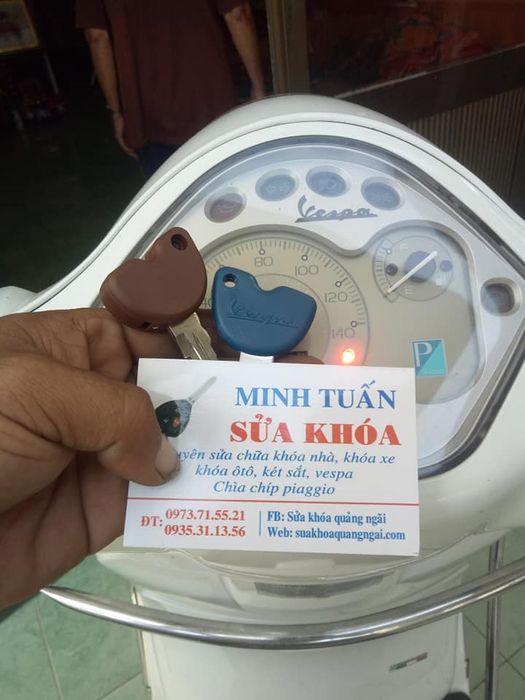 Vespa
80
100
120
140
F
Vespa
P
MINH TUẤN
SỬA KHÓA
yên sửa chữa khóa nhà, khóa xe
khóa ôtô, két sắt, vespa
Chìa chíp piaggio
ĐT: 0973.71.55.21
0935.31.13.56
FB: Sửa khóa quảng ngãi
Web: suakhoaquangngai.com